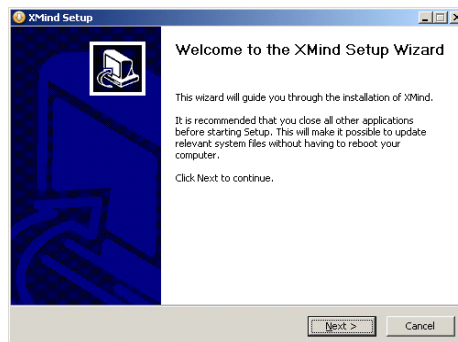 XMind Setup
Welcome to the XMind Setup Wizard
This wizard will guide you through the installation of XMind.
It is recommended that you close all other applications
before starting Setup. This will make it possible to update
relevant system files without having to reboot your
computer.
Click Next to continue.
Next >
Cancel